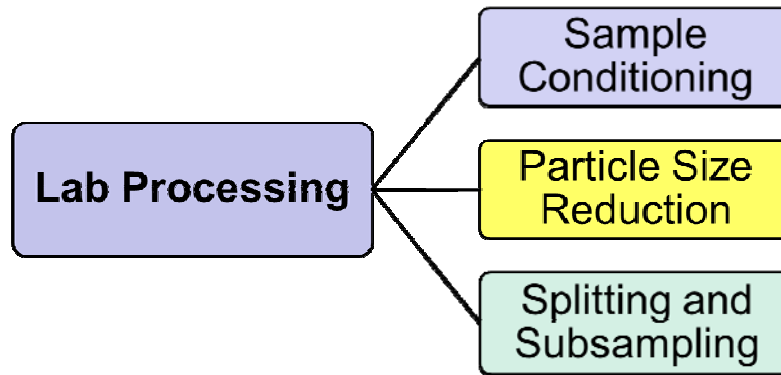 Lab Processing
Sample
Conditioning
Particle Size
Reduction
Splitting and
Subsampling